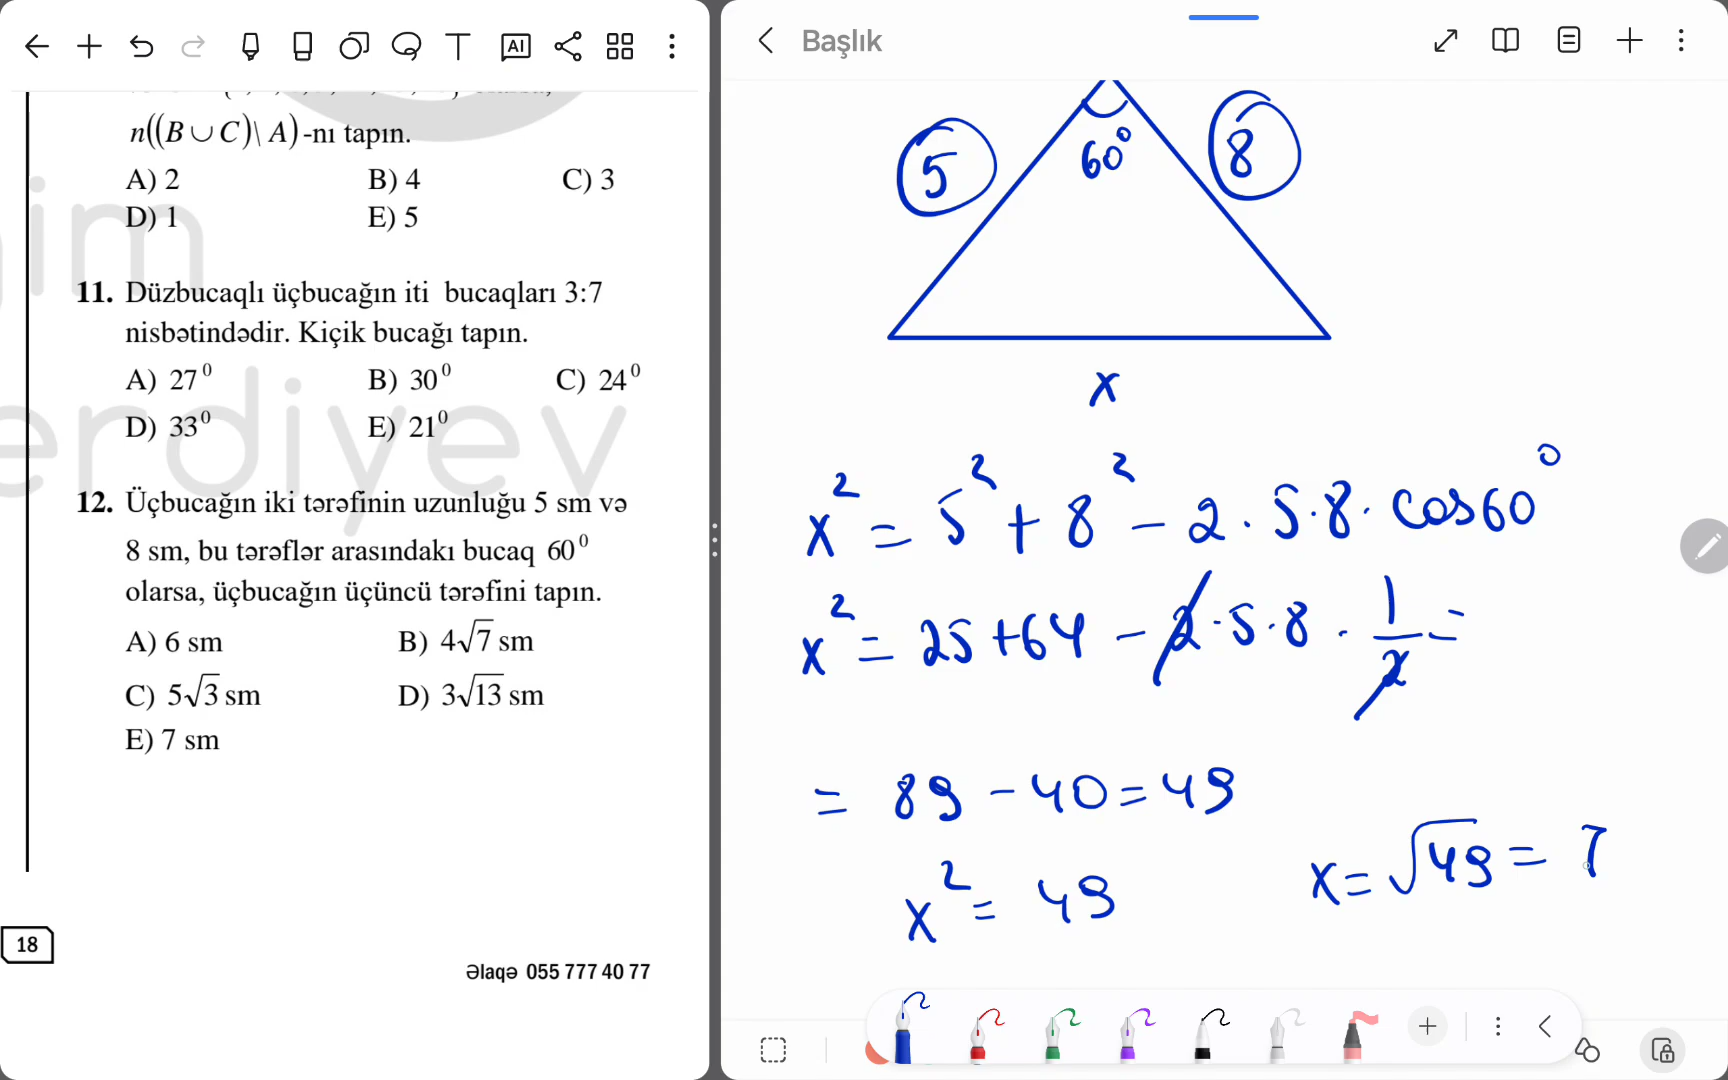 n((B ∪ C)\ A) -nı tapın.
A) 2 B) 4 C) 3
D) 1 E) 5
11. Düzbucaqlı üçbucağın iti bucaqları 3:7
nisbətindədir. Kiçik bucağı tapın.
A) 27⁰ B) 30⁰ C) 24⁰
D) 33⁰ E) 21⁰
12. Üçbucağın iki tərəfinin uzunluğu 5 sm və
8 sm, bu tərəflər arasındakı bucaq 60⁰
olarsa, üçbucağın üçüncü tərəfini tapın.
A) 6 sm B) 4√7 sm
C) 5√3 sm D) 3√13 sm
E) 7 sm
18
Əlaqə 055 777 40 77
Başlık
5 60⁰ 8
x
x² = 5² + 8² - 2 · 5 · 8 · cos60⁰
x² = 25 + 64 - 2 · 5 · 8 · 1/2 =
= 89 - 40 = 49
x² = 49
x = √49 = 7
T
AI